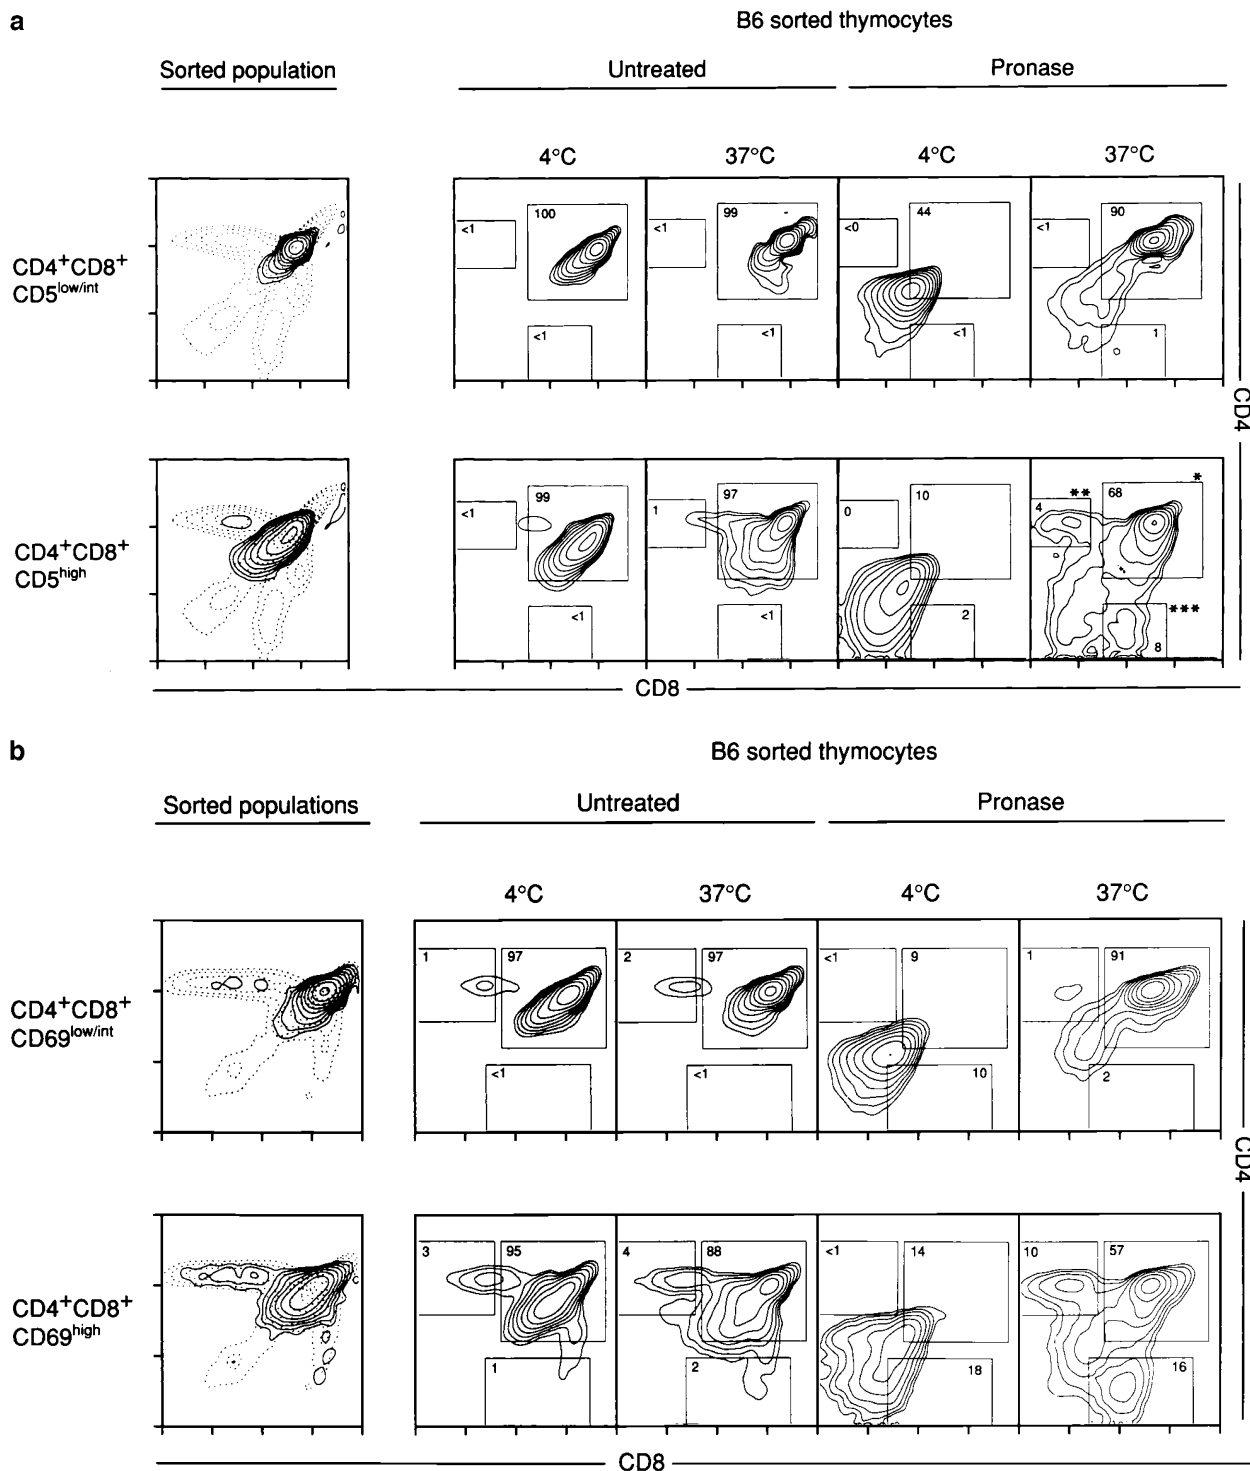 a
B6 sorted thymocytes
Sorted population
Untreated
Pronase
4°C
37°C
4°C
37°C
CD4+CD8+
CD5low/int
<1
100
<1
<1
99
<1
<0
44
<1
<1
90
1
CD4
CD4+CD8+
CD5high
<1
99
<1
1
97
<1
0
10
2
**
4
68
*
***
8
CD8
b
B6 sorted thymocytes
Sorted populations
Untreated
Pronase
4°C
37°C
4°C
37°C
CD4+CD8+
CD69low/int
1
97
<1
2
97
<1
<1
9
10
1
91
2
CD4
CD4+CD8+
CD69high
3
95
1
4
88
2
<1
14
18
10
57
16
CD8